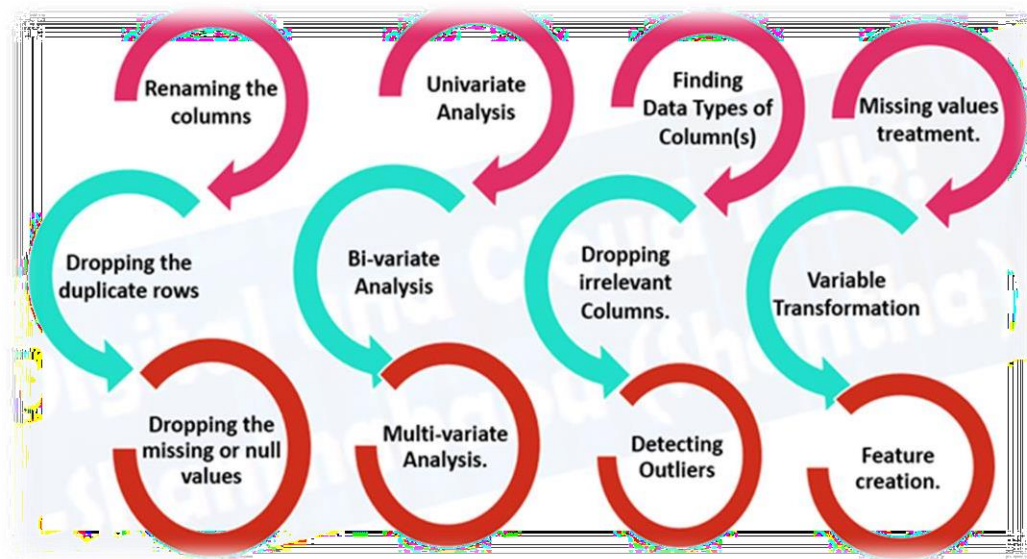 Renaming the
columns
Dropping the
duplicate rows
Dropping the
missing or null
values
Univariate
Analysis
Bi-variate
Analysis
Multi-variate
Analysis.
Finding
Data Types of
Column(s)
Dropping
irrelevant
Columns.
Detecting
Outliers
Missing values
treatment.
Variable
Transformation
Feature
creation.